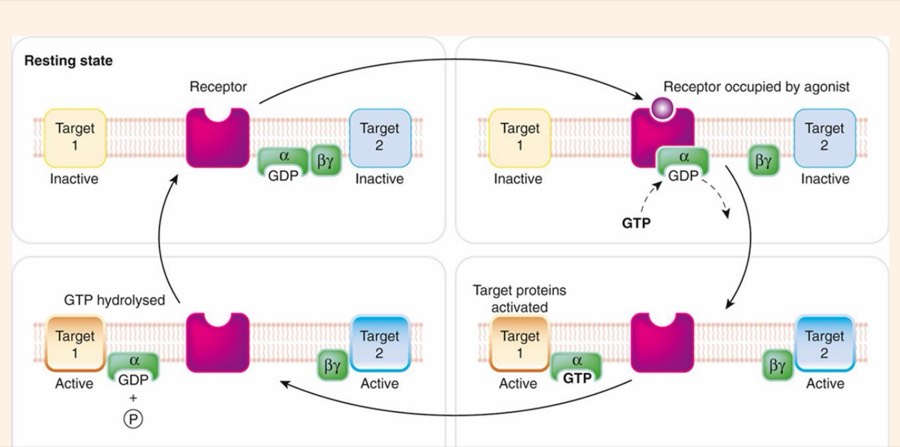 Resting state
Receptor
Target
1
Inactive
α
GDP
βγ
Target
2
Inactive
Receptor occupied by agonist
Target
1
Inactive
α
GDP
GTP
βγ
Target
2
Inactive
GTP hydrolysed
Target
1
Active
α
GDP
+
P
βγ
Target
2
Active
Target proteins
activated
Target
1
Active
α
GTP
βγ
Target
2
Active